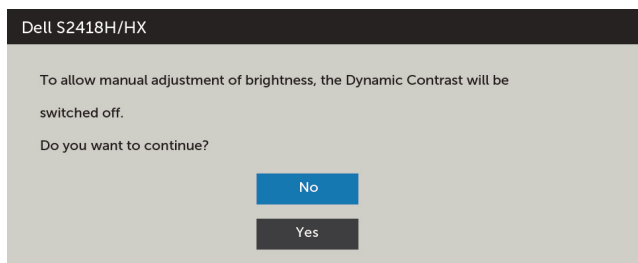 Dell S2418H/HX
To allow manual adjustment of brightness, the Dynamic Contrast will be
switched off.
Do you want to continue?
No
Yes